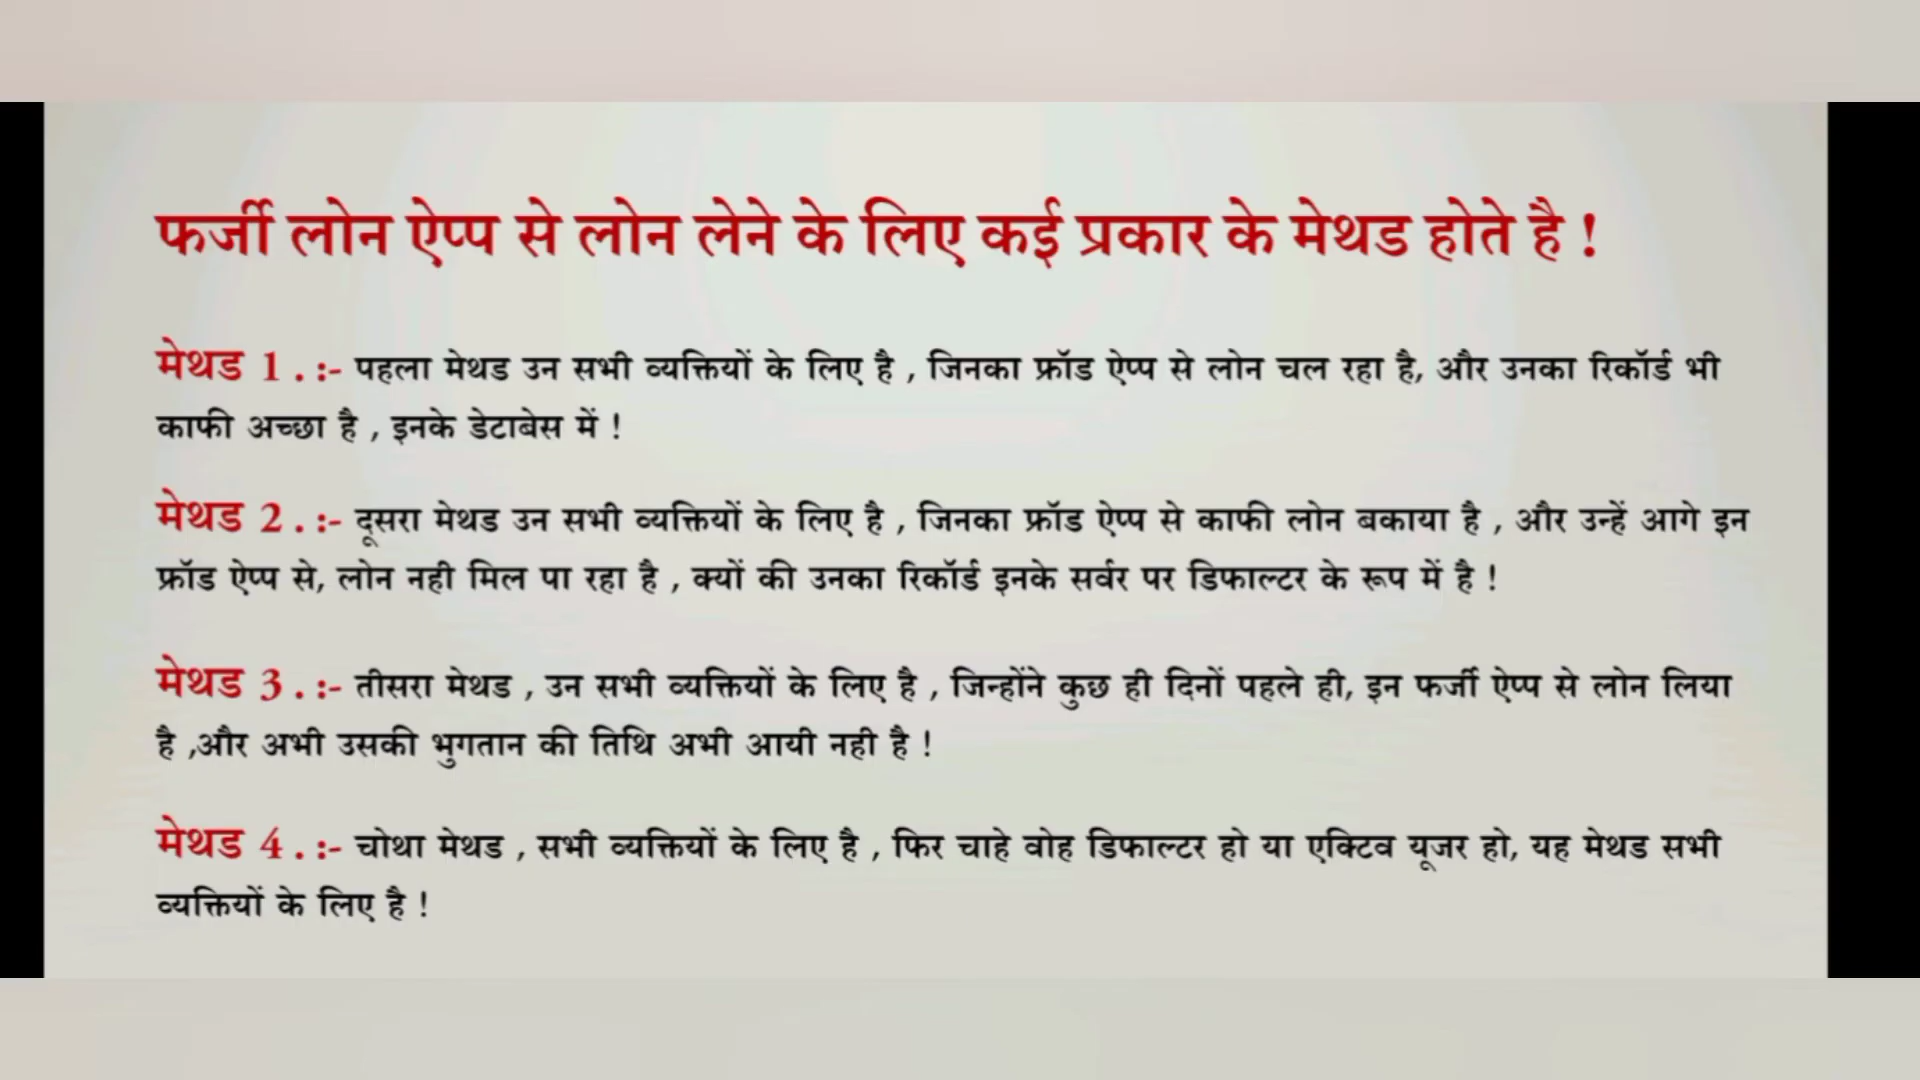 फर्जी लोन ऐप्प से लोन लेने के लिए कई प्रकार के मेथड होते है !
मेथड 1 . :- पहला मेथड उन सभी व्यक्तियों के लिए है , जिनका फ्रॉड ऐप्प से लोन चल रहा है, और उनका रिकॉर्ड भी
काफी अच्छा है , इनके डेटाबेस में !
मेथड 2 . :- दूसरा मेथड उन सभी व्यक्तियों के लिए है , जिनका फ्रॉड ऐप्प से काफी लोन बकाया है , और उन्हें आगे इन
फ्रॉड ऐप्प से, लोन नही मिल पा रहा है , क्यों की उनका रिकॉर्ड इनके सर्वर पर डिफाल्टर के रूप में है !
मेथड 3 . :- तीसरा मेथड , उन सभी व्यक्तियों के लिए है , जिन्होंने कुछ ही दिनों पहले ही, इन फर्जी ऐप्प से लोन लिया
है ,और अभी उसकी भुगतान की तिथि अभी आयी नही है !
मेथड 4 . :- चोथा मेथड , सभी व्यक्तियों के लिए है , फिर चाहे वोह डिफाल्टर हो या एक्टिव यूजर हो, यह मेथड सभी
व्यक्तियों के लिए है !